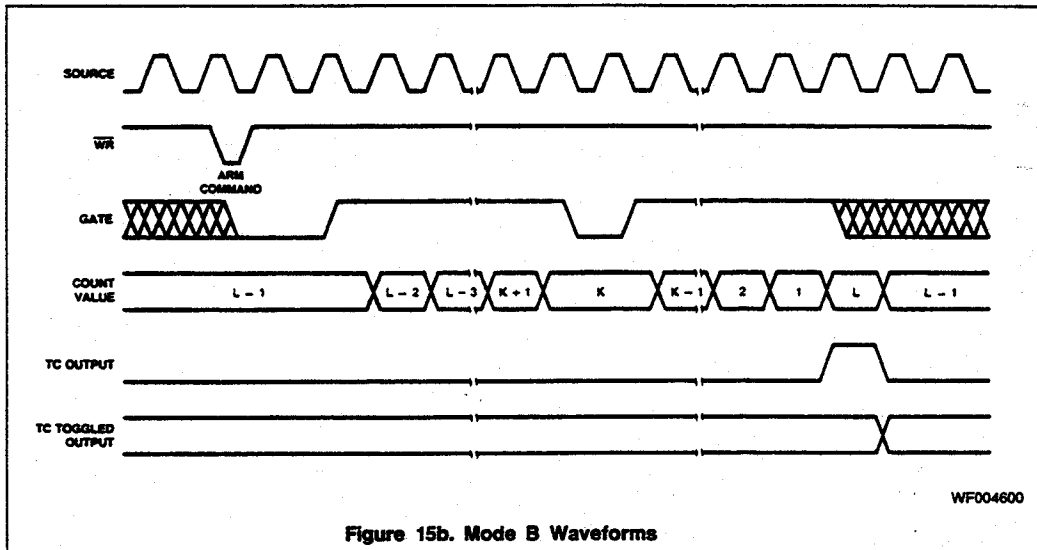 SOURCE
WR
ARM
COMMAND
GATE
COUNT
VALUE
L – 1
L – 2
L – 3
K + 1
K
K – 1
2
1
L
L – 1
TC OUTPUT
TC TOGGLED
OUTPUT
WF004600
Figure 15b. Mode B Waveforms